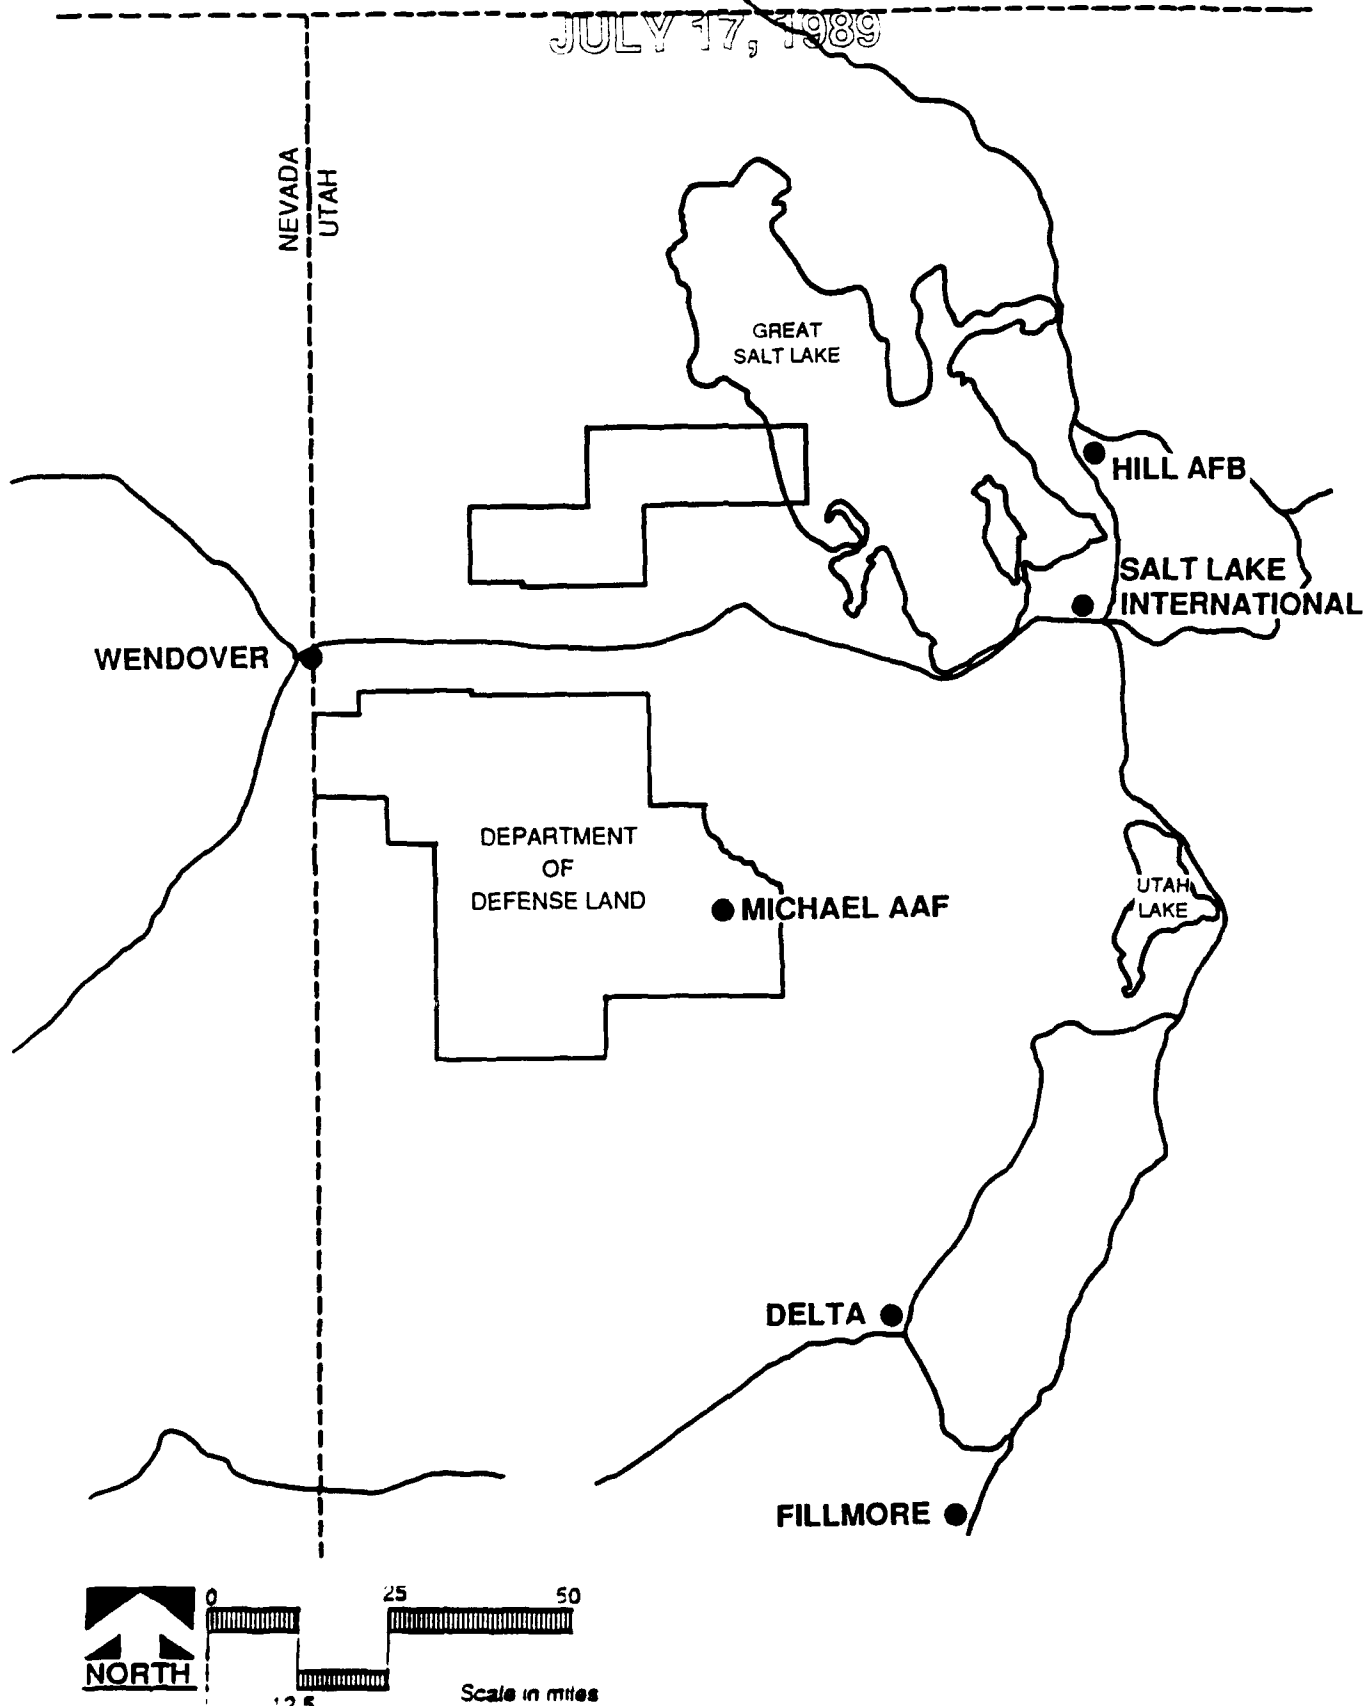 JULY 17, 1989
NEVADA
UTAH
GREAT
SALT LAKE
HILL AFB
SALT LAKE
INTERNATIONAL
WENDOVER
DEPARTMENT
OF
DEFENSE LAND
MICHAEL AAF
UTAH
LAKE
DELTA
FILLMORE
0 25 50
NORTH
12.5
Scale in miles